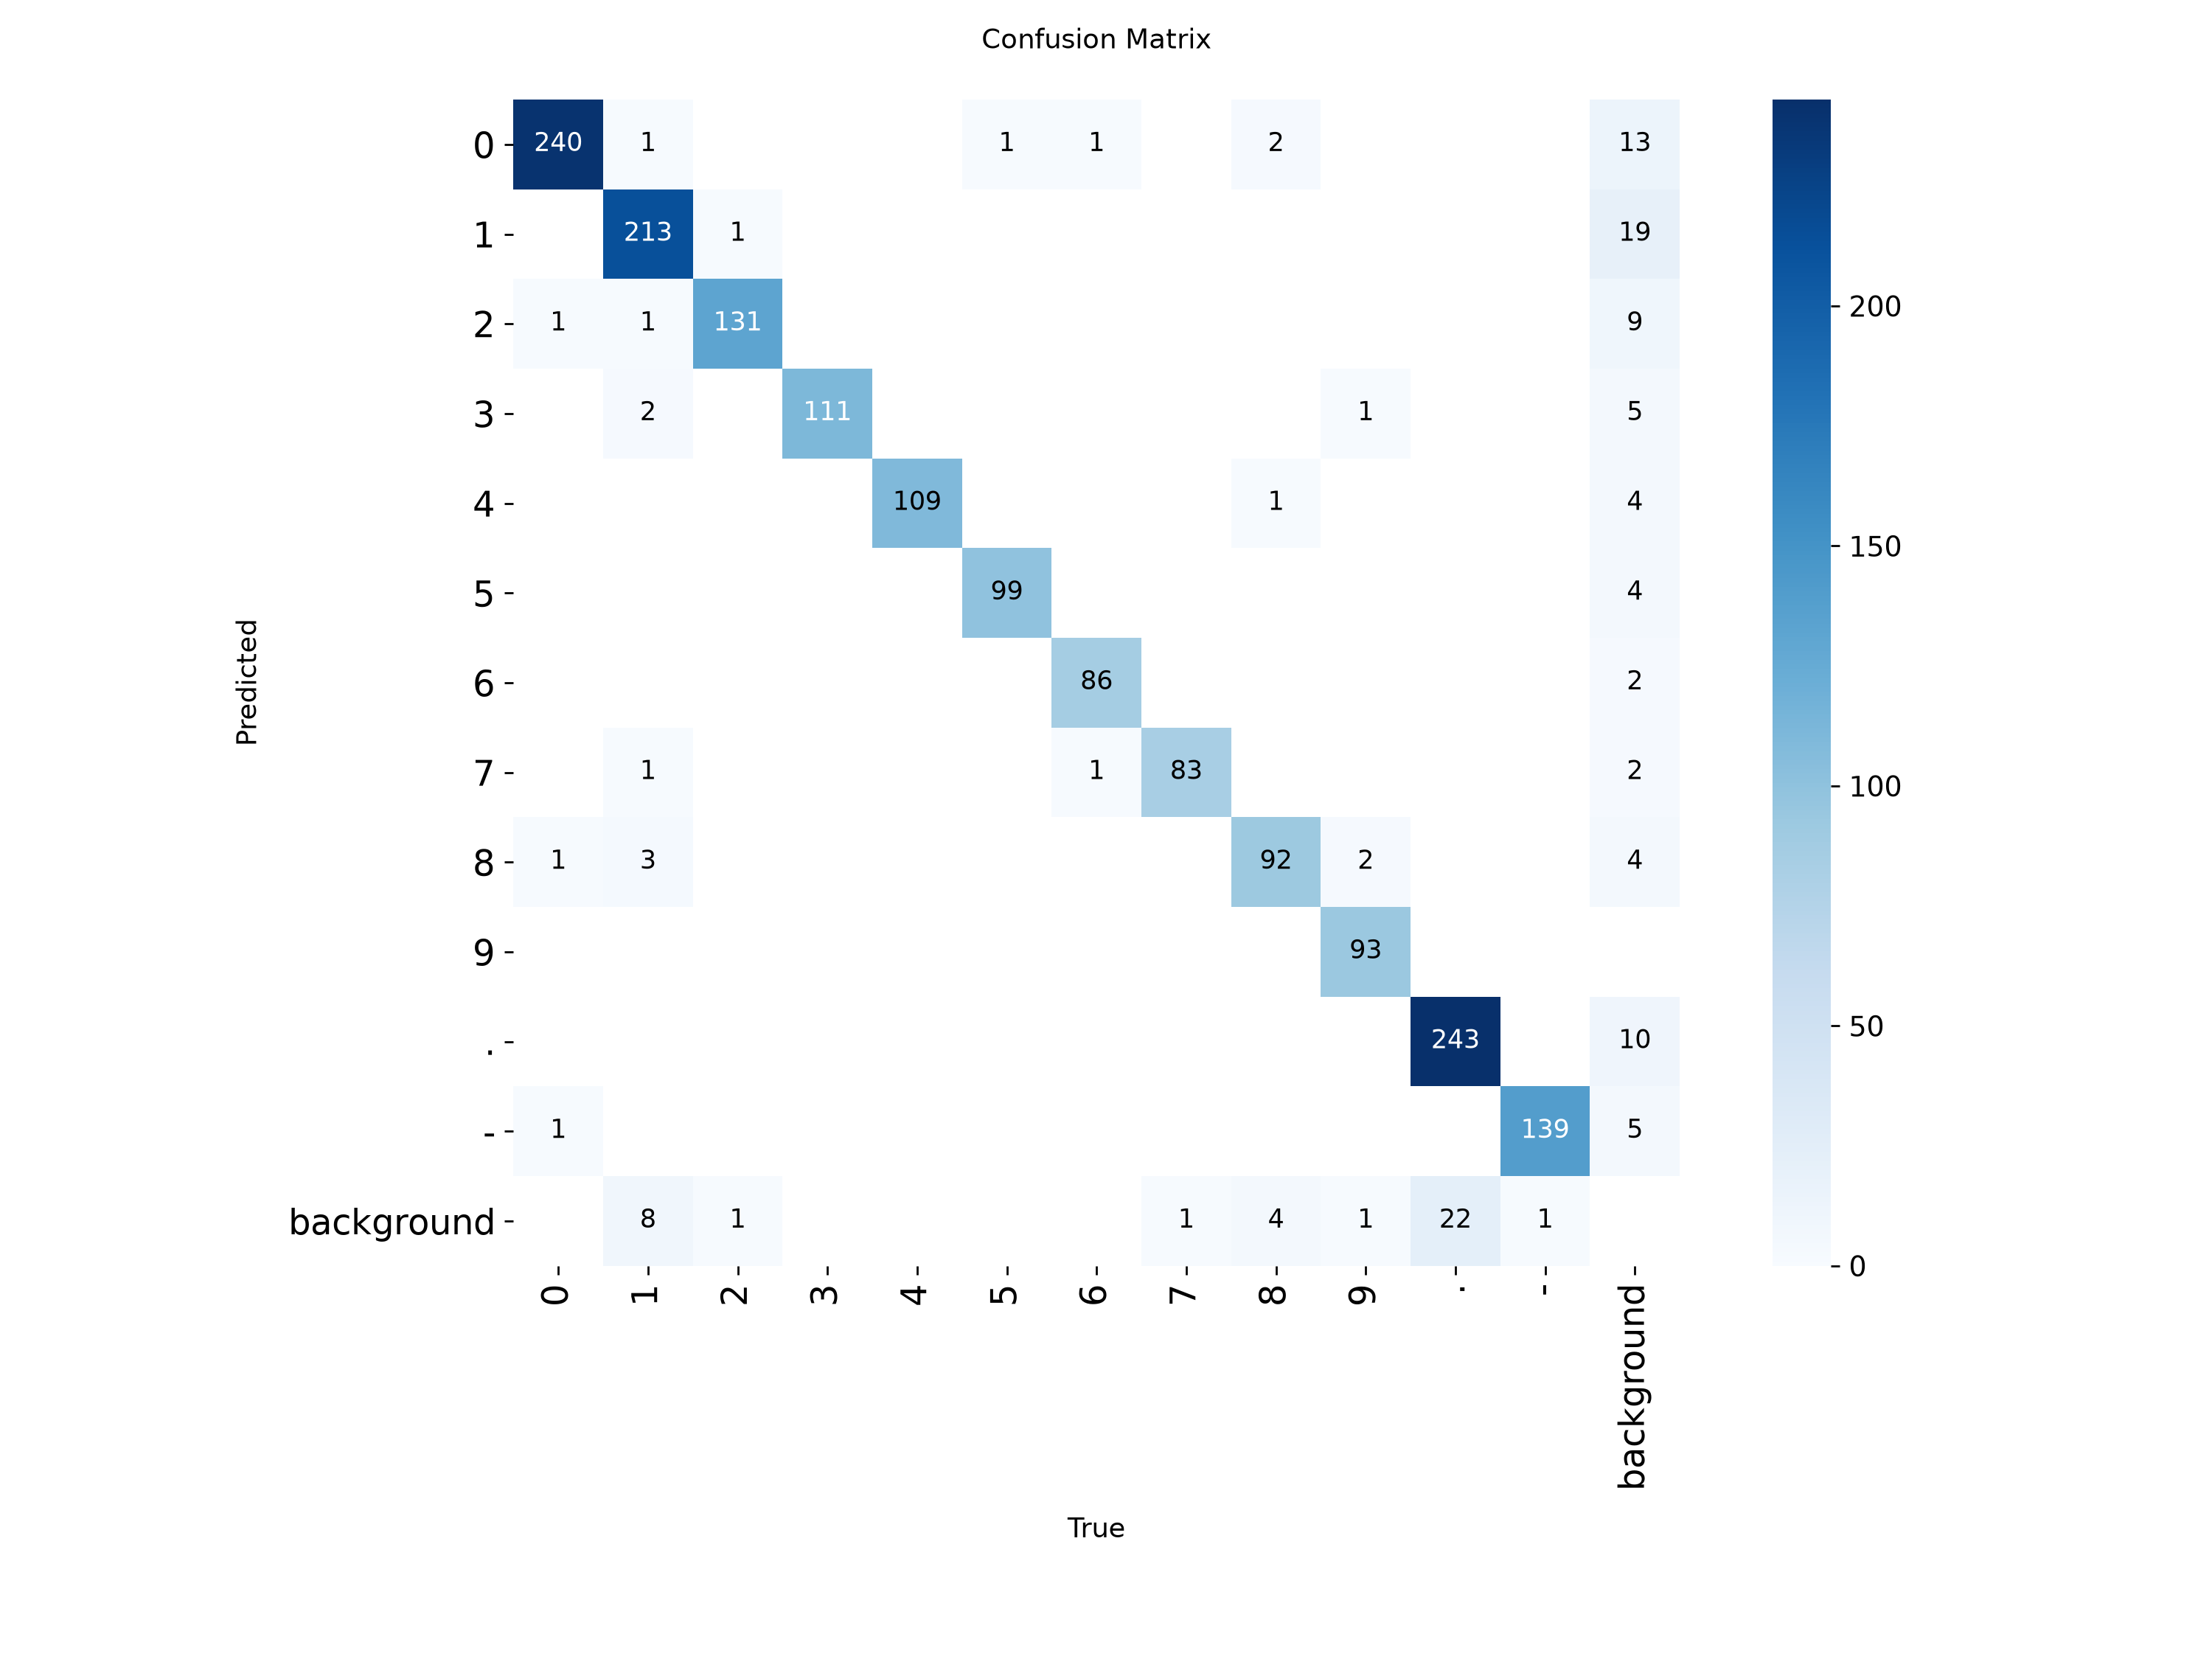 Confusion Matrix
0 240 1 1 1 2 13
1 213 1 19
2 1 1 131 9 200
3 2 111 1 5
4 109 1 4
150
5 99 4
6 86 2
Predicted
7 1 1 83 2 100
8 1 3 92 2 4
9 93
. 243 10 50
- 1 139 5
background 8 1 1 4 1 22 1
0
0 1 2 3 4 5 6 7 8 9 . - background
True